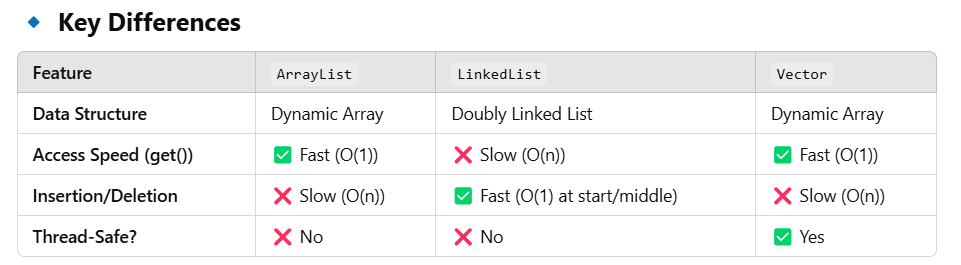 Key Differences
Feature ArrayList LinkedList Vector
Data Structure Dynamic Array Doubly Linked List Dynamic Array
Access Speed (get()) ✅ Fast (O(1)) ❌ Slow (O(n)) ✅ Fast (O(1))
Insertion/Deletion ❌ Slow (O(n)) ✅ Fast (O(1) at start/middle) ❌ Slow (O(n))
Thread-Safe? ❌ No ❌ No ✅ Yes